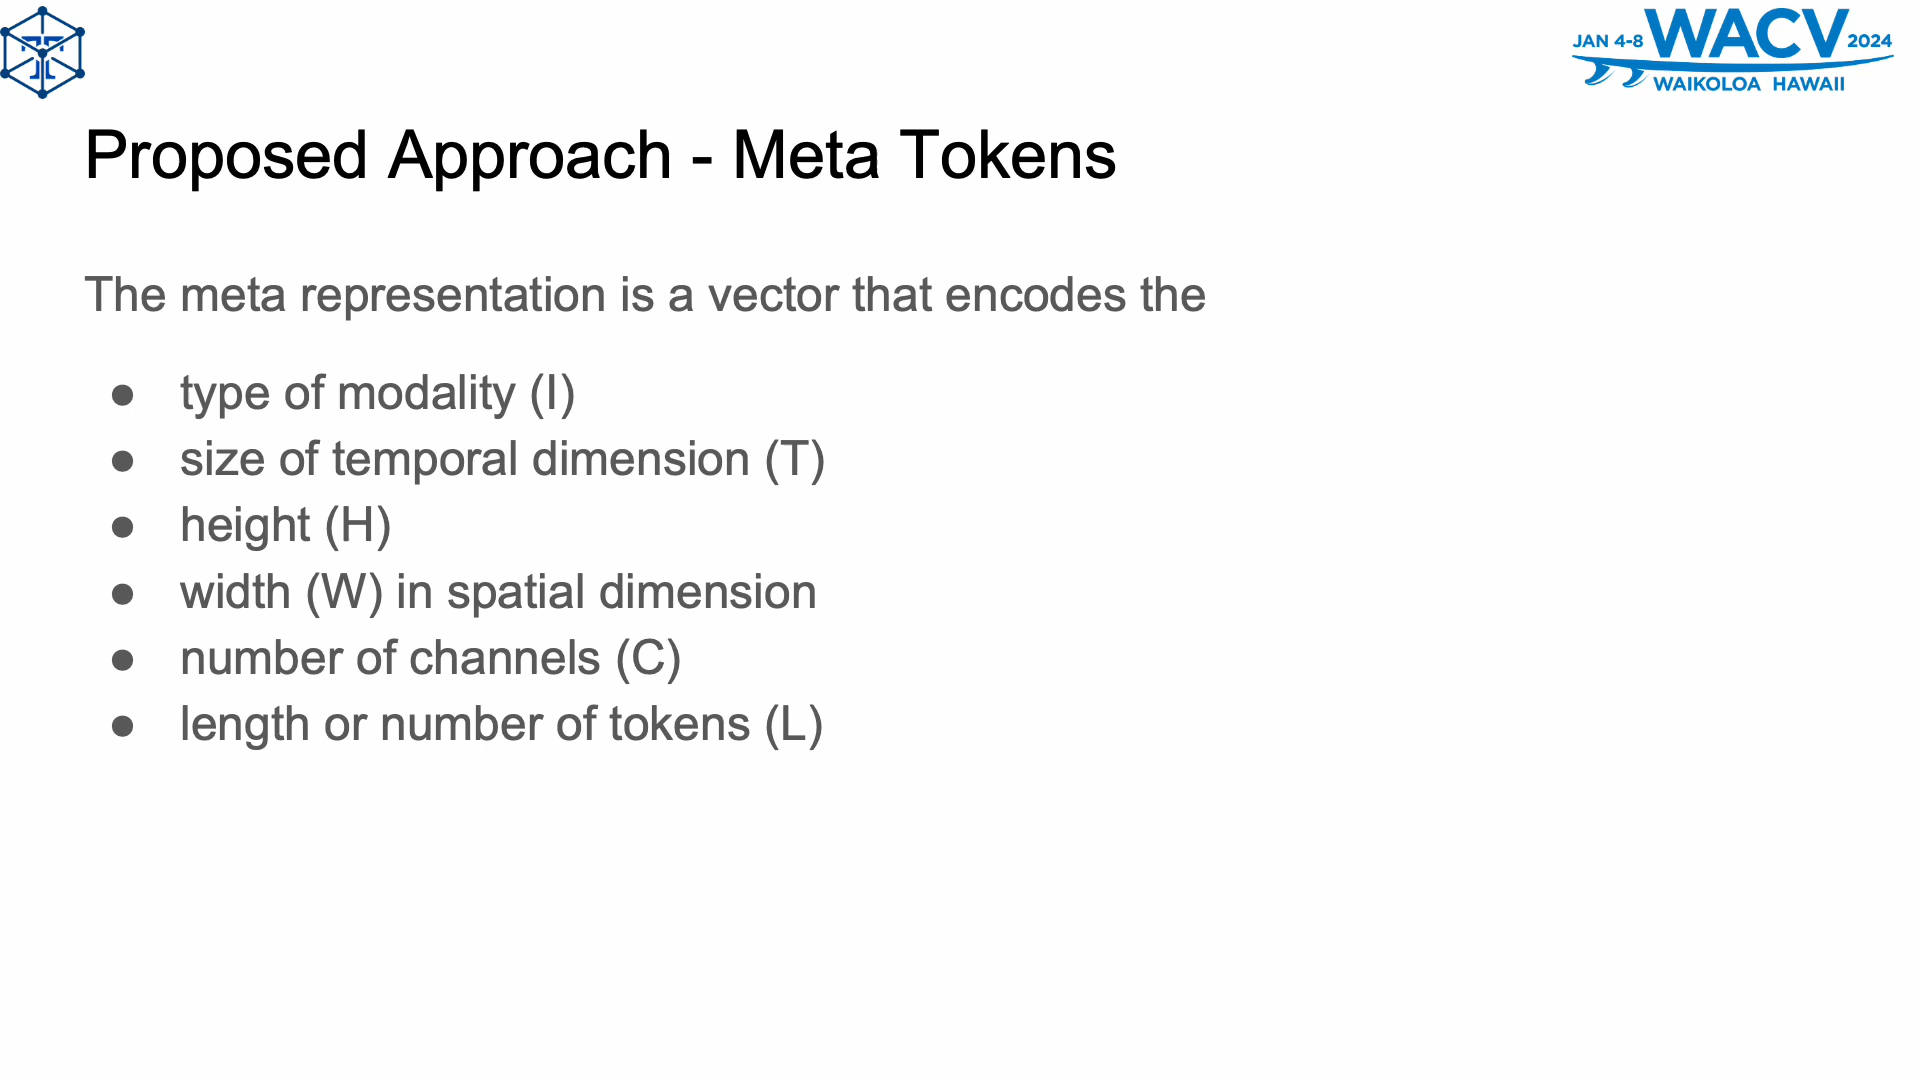 JAN 4-8 WACV 2024
WAIKOLOA HAWAII
Proposed Approach - Meta Tokens
The meta representation is a vector that encodes the
● type of modality (I)
● size of temporal dimension (T)
● height (H)
● width (W) in spatial dimension
● number of channels (C)
● length or number of tokens (L)